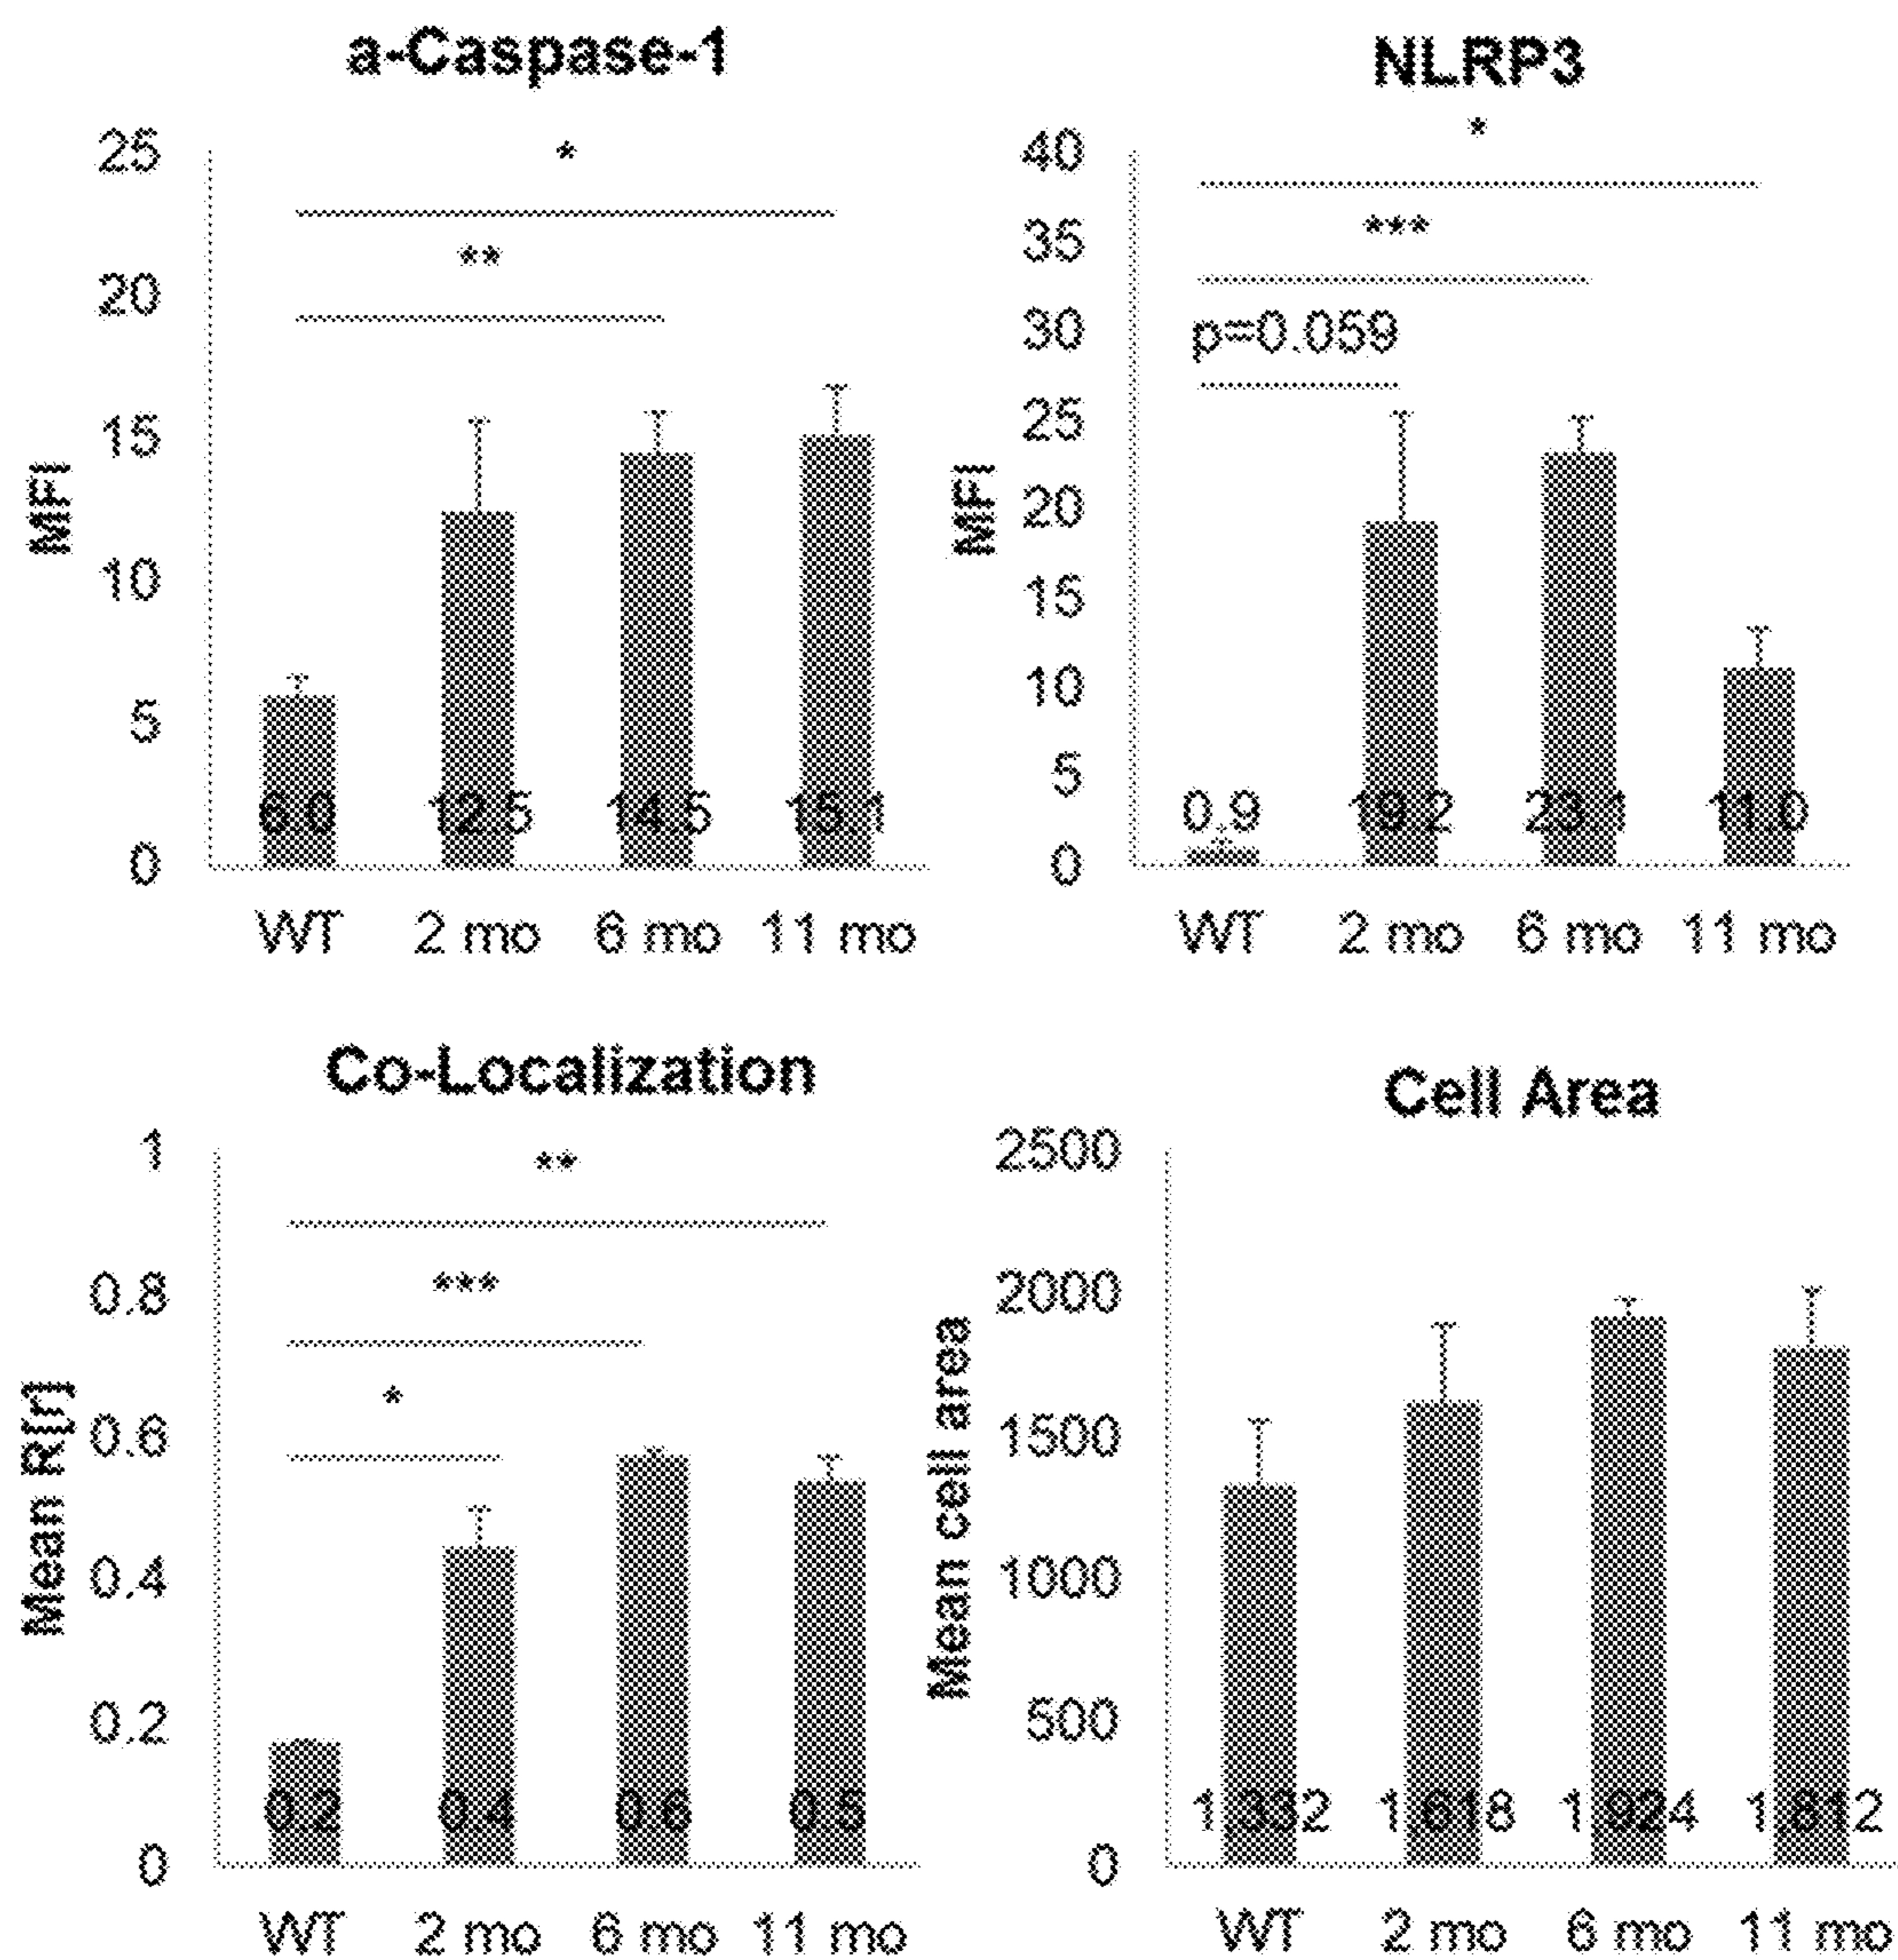 a-Caspase-1
25
20
15
10
5
0
MFI
*
**
6.0 12.5 14.5 15.1
WT 2 mo 6 mo 11 mo
NLRP3
40
35
30
25
20
15
10
5
0
MFI
*
***
p=0.059
0.9 19.2 23.1 11.0
WT 2 mo 6 mo 11 mo
Co-Localization
1
0.8
0.6
0.4
0.2
0
Mean R[r]
**
***
*
0.2 0.4 0.6 0.5
WT 2 mo 6 mo 11 mo
Cell Area
2500
2000
1500
1000
500
0
Mean cell area
1.332 1.618 1.924 1.812
WT 2 mo 6 mo 11 mo